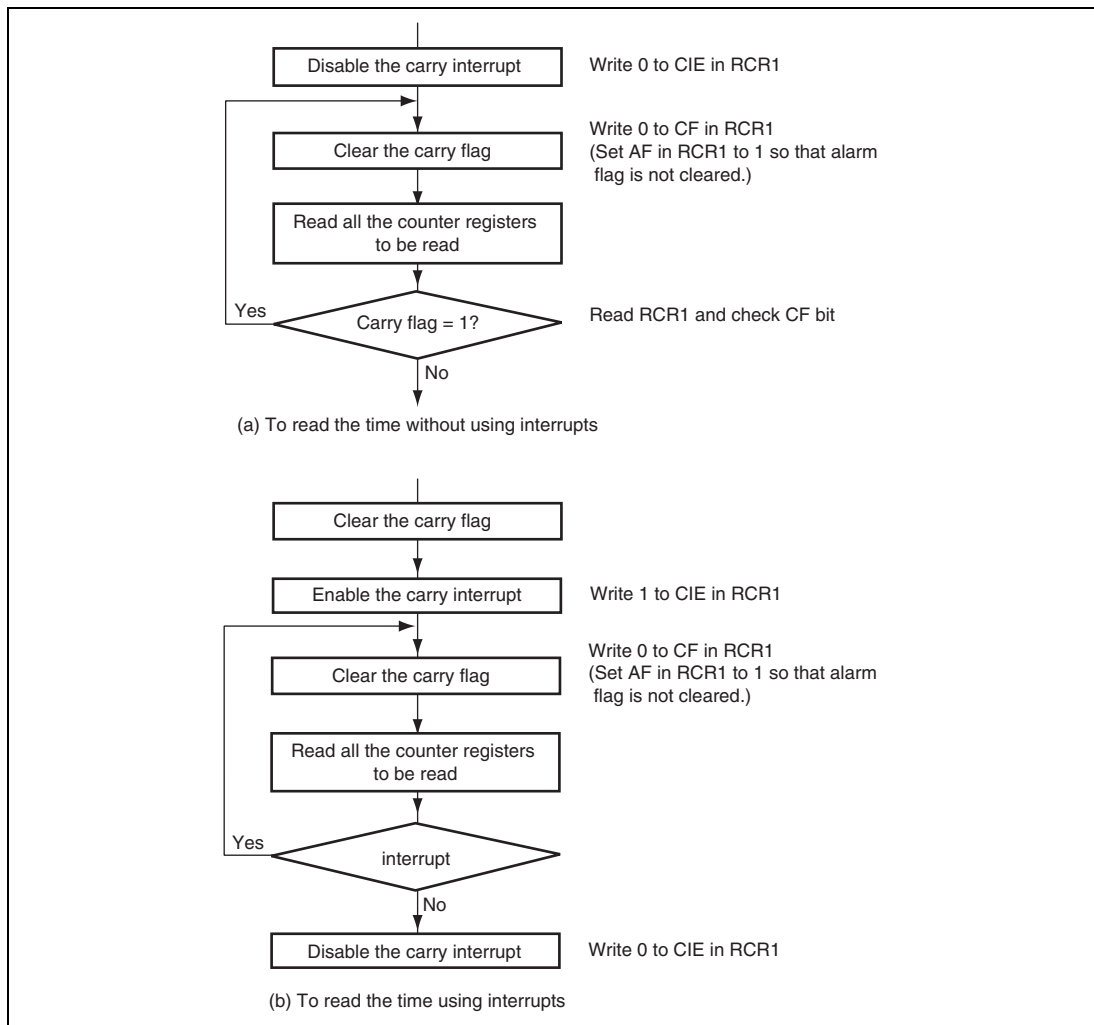 Disable the carry interrupt
Write 0 to CIE in RCR1
Write 0 to CF in RCR1
(Set AF in RCR1 to 1 so that alarm
flag is not cleared.)
Clear the carry flag
Read all the counter registers
to be read
Yes
Carry flag = 1?
Read RCR1 and check CF bit
No
(a) To read the time without using interrupts
Clear the carry flag
Enable the carry interrupt
Write 1 to CIE in RCR1
Write 0 to CF in RCR1
(Set AF in RCR1 to 1 so that alarm
flag is not cleared.)
Clear the carry flag
Read all the counter registers
to be read
Yes
interrupt
No
Disable the carry interrupt
Write 0 to CIE in RCR1
(b) To read the time using interrupts